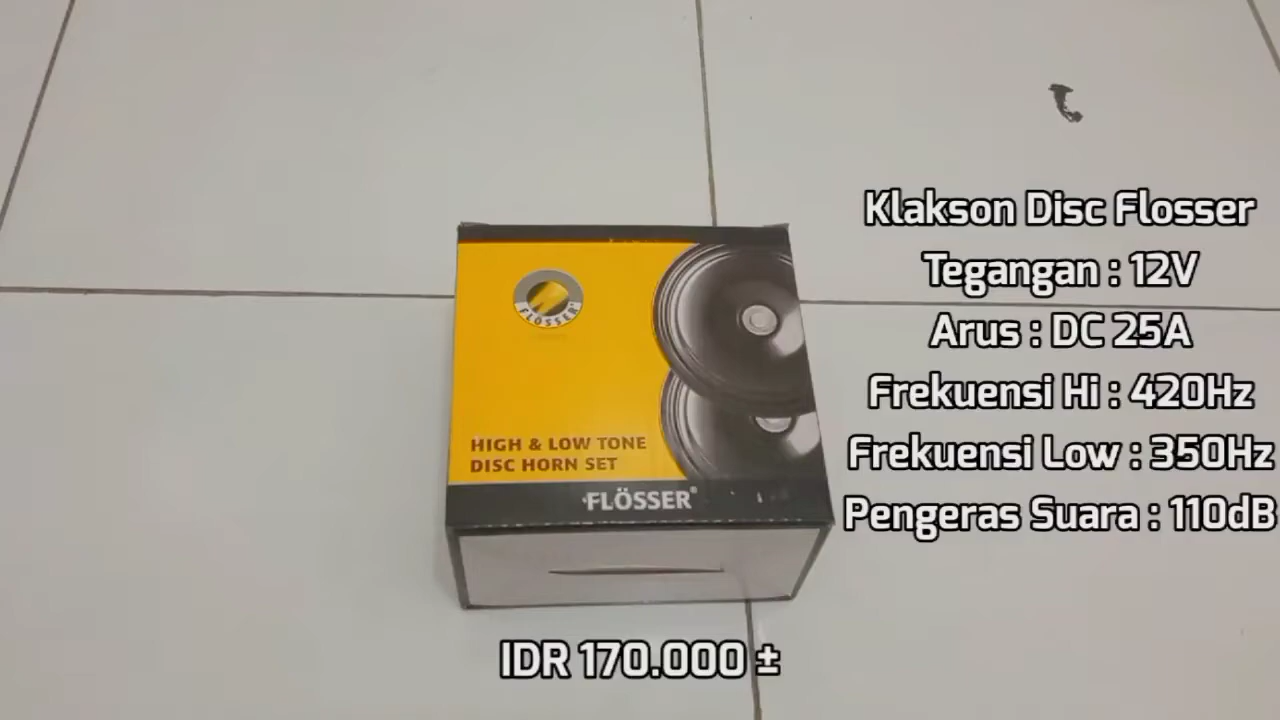 Klakson Disc Flosser
Tegangan : 12V
Arus : DC 25A
Frekuensi Hi : 420Hz
Frekuensi Low : 350Hz
Pengeras Suara : 110dB
FLÖSSER
HIGH & LOW TONE
DISC HORN SET
FLÖSSER®
IDR 170.000 ±